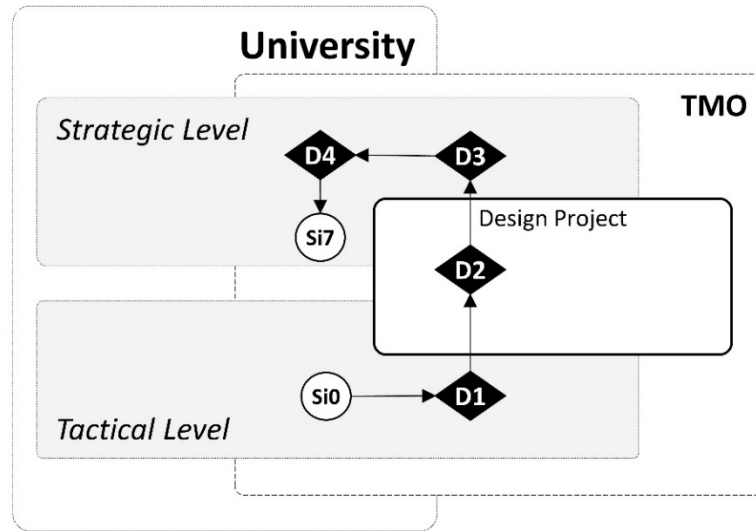 University
TMO
Strategic Level
D4
D3
Si7
Design Project
D2
Si0
D1
Tactical Level